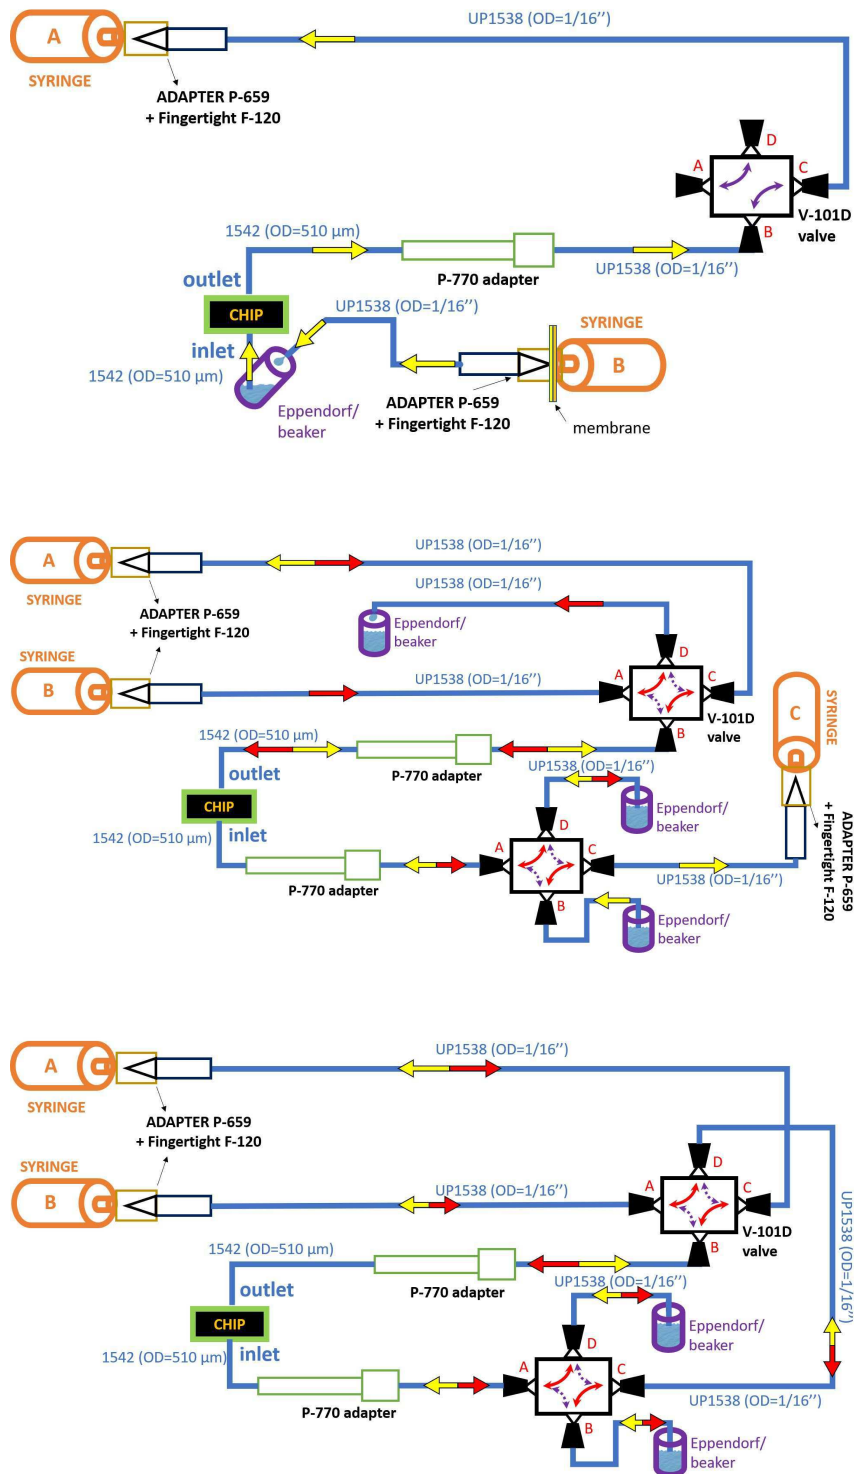 UP1538 (OD=1/16’’)
A
SYRINGE
ADAPTER P-659
+ Fingertight F-120
D
A
C
V-101D
valve
B
1542 (OD=510 µm)
UP1538 (OD=1/16’’)
P-770 adapter
outlet
CHIP
UP1538 (OD=1/16’’)
SYRINGE
inlet
B
1542 (OD=510 µm)
Eppendorf/
beaker
ADAPTER P-659
+ Fingertight F-120
membrane
UP1538 (OD=1/16’’)
A
SYRINGE
UP1538 (OD=1/16’’)
ADAPTER P-659
+ Fingertight F-120
Eppendorf/
beaker
SYRINGE
B
UP1538 (OD=1/16’’)
D
A
C
V-101D
valve
B
C
SYRINGE
1542 (OD=510 µm)
outlet
P-770 adapter
UP1538 (OD=1/16’’)
Eppendorf/
beaker
CHIP
1542 (OD=510 µm)
inlet
D
A
C
B
P-770 adapter
UP1538 (OD=1/16’’)
Eppendorf/
beaker
ADAPTER P-659
+ Fingertight F-120
UP1538 (OD=1/16’’)
A
SYRINGE
ADAPTER P-659
+ Fingertight F-120
SYRINGE
B
UP1538 (OD=1/16’’)
D
A
C
V-101D
valve
B
UP1538 (OD=1/16’’)
1542 (OD=510 µm)
outlet
P-770 adapter
UP1538 (OD=1/16’’)
Eppendorf/
beaker
CHIP
1542 (OD=510 µm)
inlet
D
A
C
B
P-770 adapter
UP1538 (OD=1/16’’)
Eppendorf/
beaker